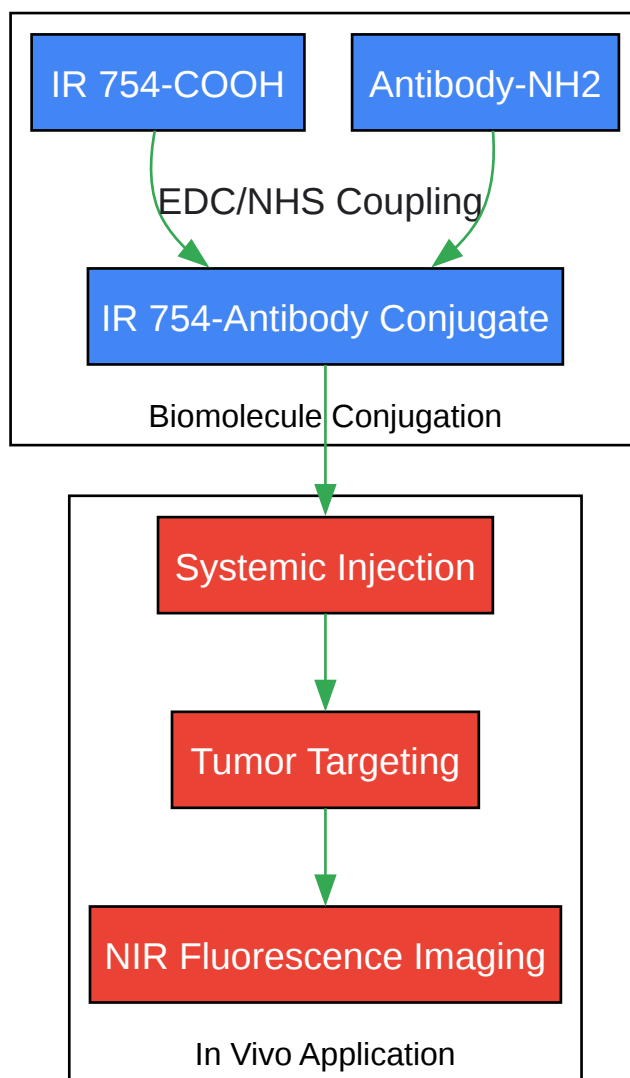 IR 754-COOH
Antibody-NH2
EDC/NHS Coupling
IR 754-Antibody Conjugate
Biomolecule Conjugation
Systemic Injection
Tumor Targeting
NIR Fluorescence Imaging
In Vivo Application